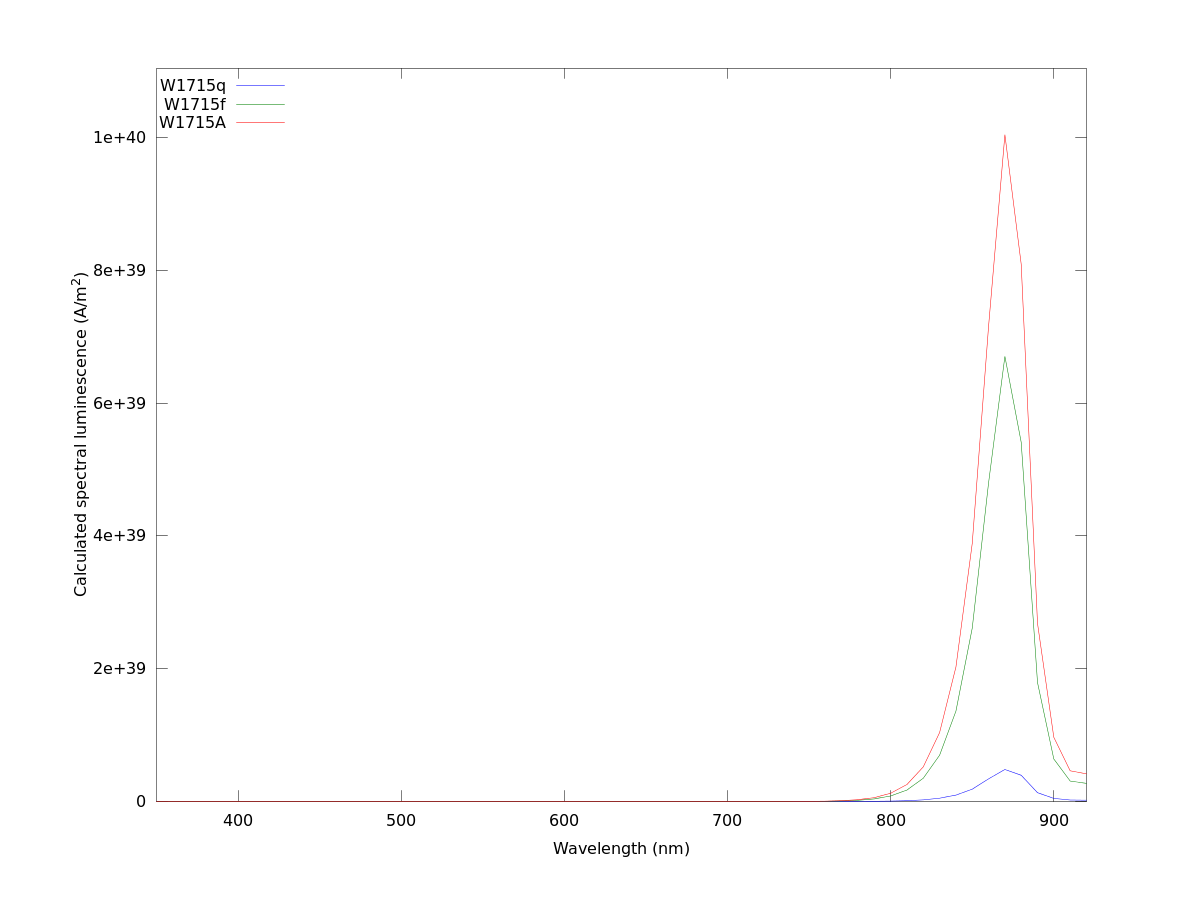 W1715q
W1715f
W1715A
1e+40
8e+39
6e+39
4e+39
2e+39
0
Calculated spectral luminescence (A/m²)
400 500 600 700 800 900
Wavelength (nm)